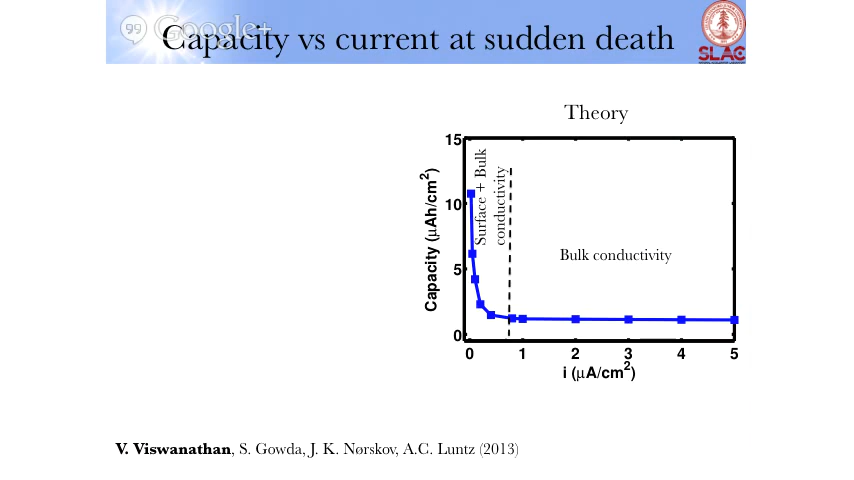 Google+
Capacity vs current at sudden death
SLAC
Theory
15
10
5
0
Capacity (μAh/cm2)
Surface + Bulk
conductivity
Bulk conductivity
0 1 2 3 4 5
i (μA/cm2)
V. Viswanathan, S. Gowda, J. K. Nørskov, A.C. Luntz (2013)